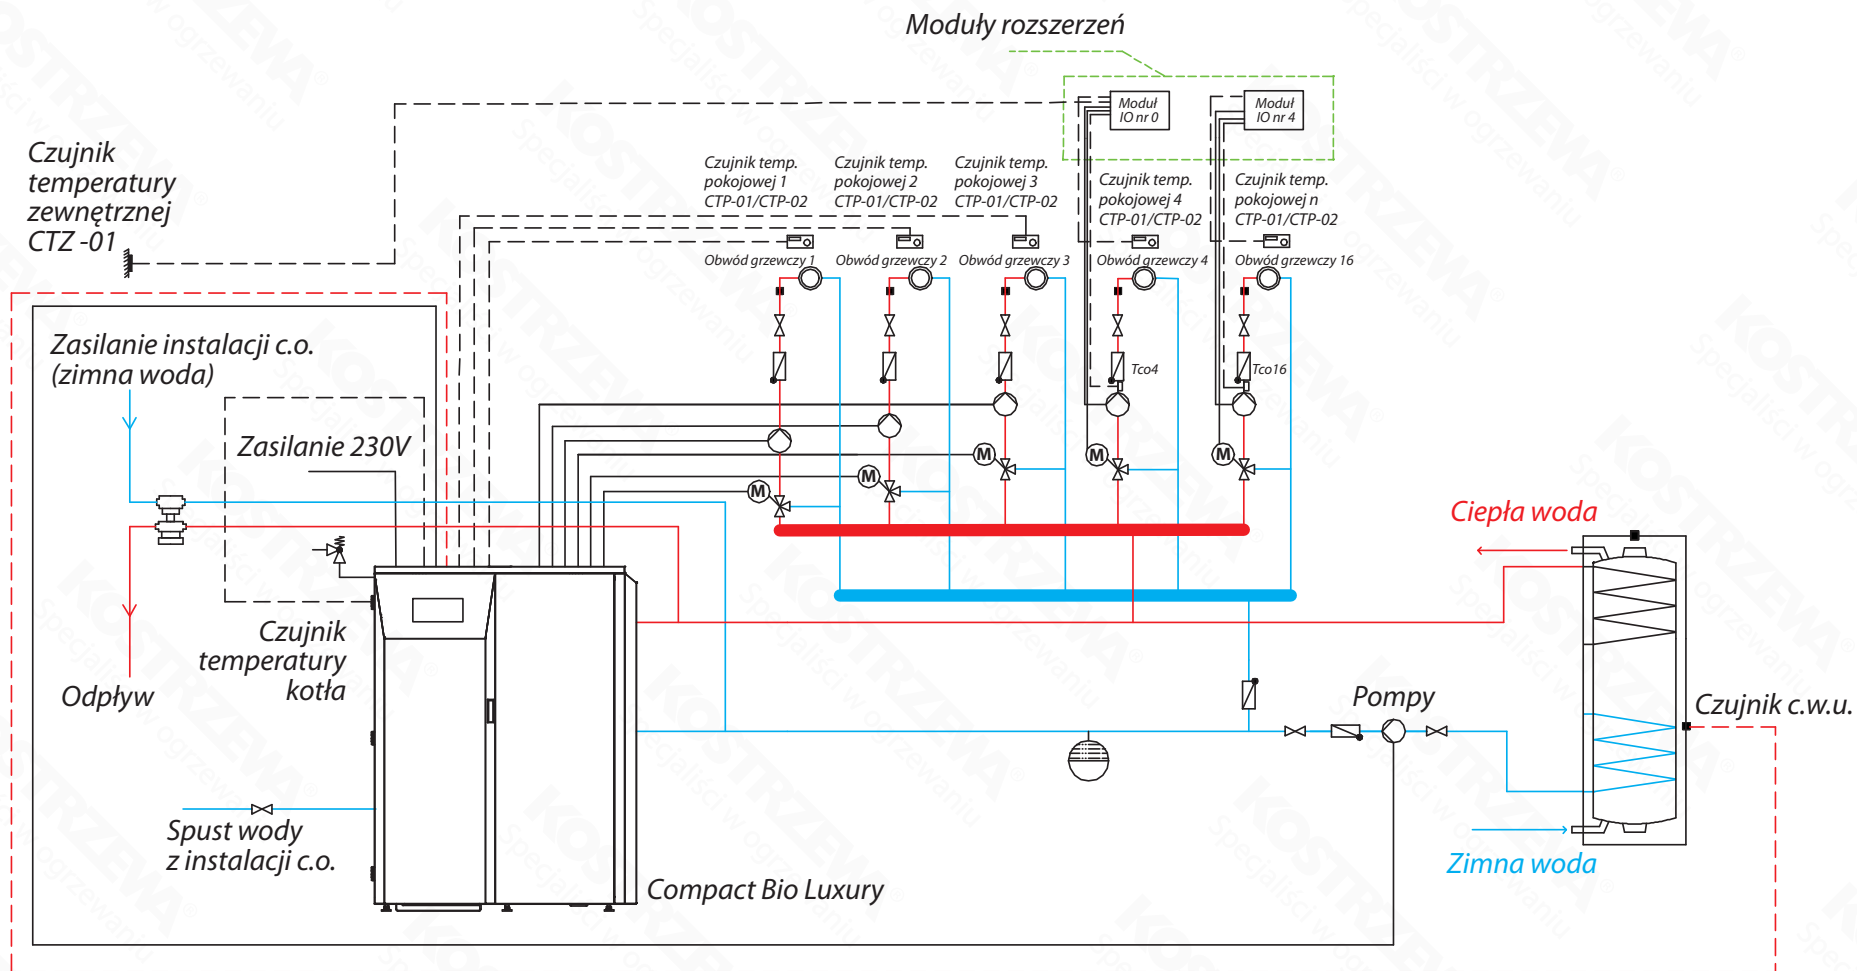 Moduły rozszerzeń
Moduł
IO nr 0
Moduł
IO nr 4
Czujnik
temperatury
zewnętrznej
CTZ -01
Czujnik temp.
pokojowej 1
CTP-01/CTP-02
Czujnik temp.
pokojowej 2
CTP-01/CTP-02
Czujnik temp.
pokojowej 3
CTP-01/CTP-02
Czujnik temp.
pokojowej 4
CTP-01/CTP-02
Czujnik temp.
pokojowej n
CTP-01/CTP-02
Obwód grzewczy 1
Obwód grzewczy 2
Obwód grzewczy 3
Obwód grzewczy 4
Obwód grzewczy 16
Zasilanie instalacji c.o.
(zimna woda)
Tco4
Tco16
Zasilanie 230V
M
M
M
M
M
Ciepła woda
Czujnik
temperatury
kotła
Odpływ
Pompy
Czujnik c.w.u.
Spust wody
z instalacji c.o.
Compact Bio Luxury
Zimna woda
KOSTRZEWA®
Specjaliści w ogrzewaniu